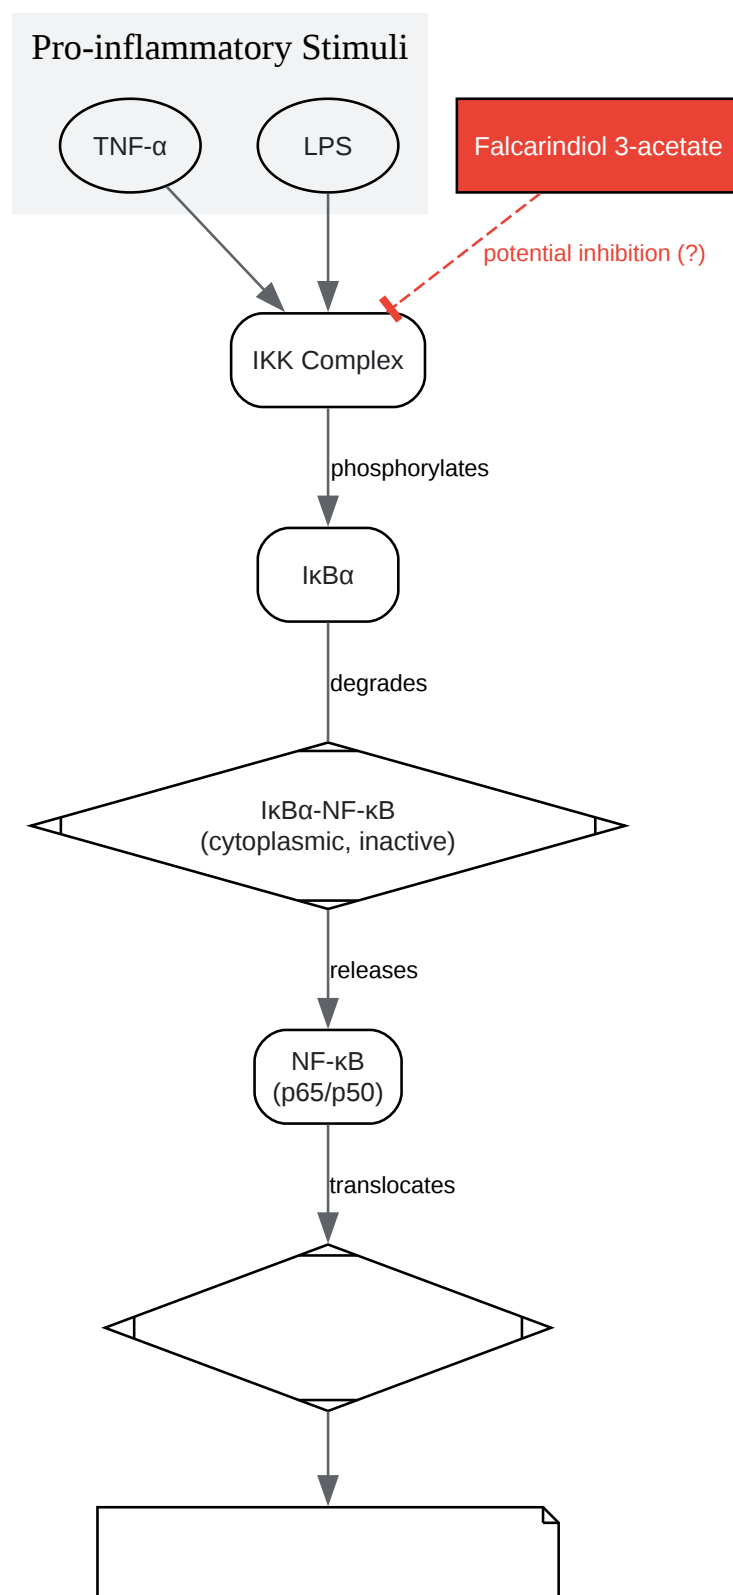 Pro-inflammatory Stimuli
TNF-α
LPS
Falcarindiol 3-acetate
potential inhibition (?)
IKK Complex
phosphorylates
IκBα
degrades
IκBα-NF-κB
(cytoplasmic, inactive)
releases
NF-κB
(p65/p50)
translocates